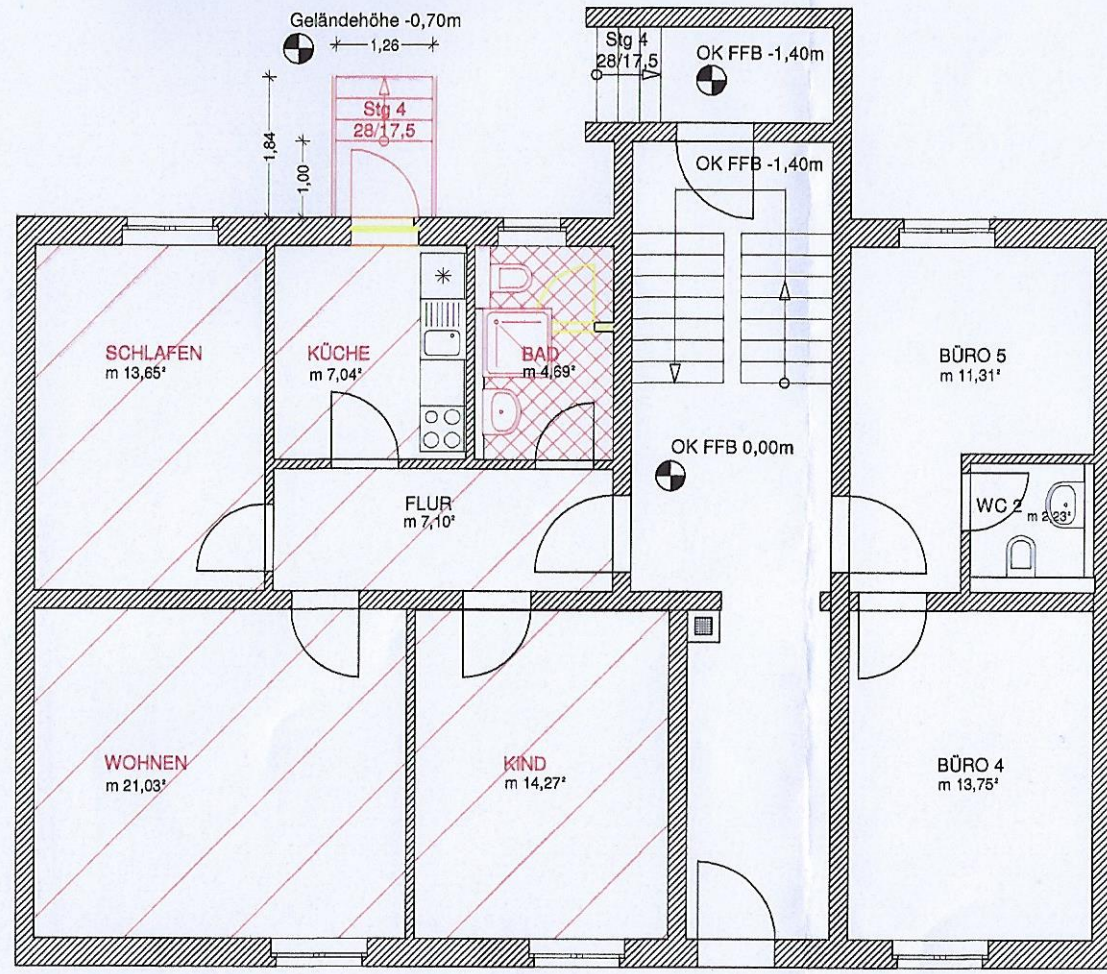 Geländehöhe -0,70m
1,26
Stg 4
28/17,5
1,84
1,00
Stg 4
28/17,5
OK FFB -1,40m
OK FFB -1,40m
SCHLAFEN
m 13,65²
KÜCHE
m 7,04²
BAD
m 4,69²
BÜRO 5
m 11,31²
OK FFB 0,00m
FLUR
m 7,10²
WC 2
m 2,23²
WOHNEN
m 21,03²
KIND
m 14,27²
BÜRO 4
m 13,75²